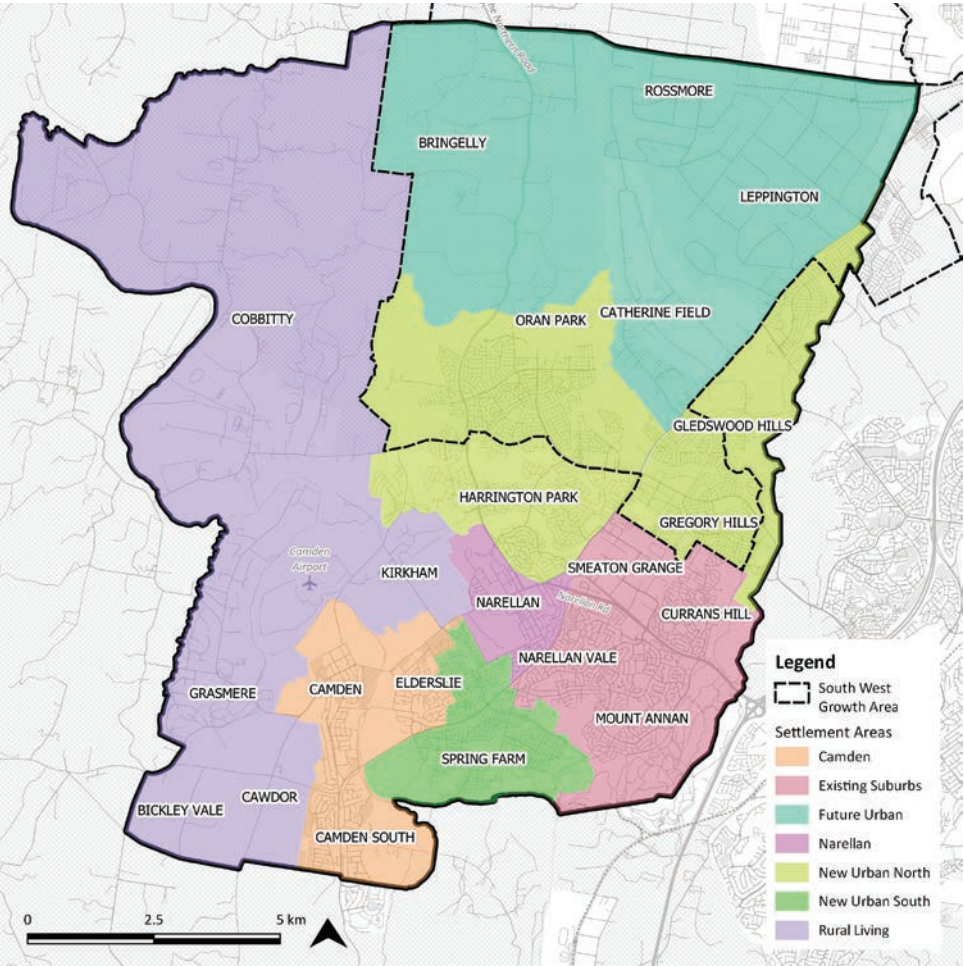 The Northern Road
ROSSMORE
BRINGELLY
LEPPINGTON
COBBITTY
ORAN PARK
CATHERINE FIELD
GLEDSWOOD HILLS
HARRINGTON PARK
GREGORY HILLS
Camden
Airport
KIRKHAM
SMEATON GRANGE
NARELLAN
Narellan Rd
CURRANS HILL
NARELLAN VALE
GRASMERE
CAMDEN
ELDERSLIE
MOUNT ANNAN
SPRING FARM
BICKLEY VALE
CAWDOR
CAMDEN SOUTH
Legend
South West
Growth Area
Settlement Areas
Camden
Existing Suburbs
Future Urban
Narellan
New Urban North
New Urban South
Rural Living
0 2.5 5 km